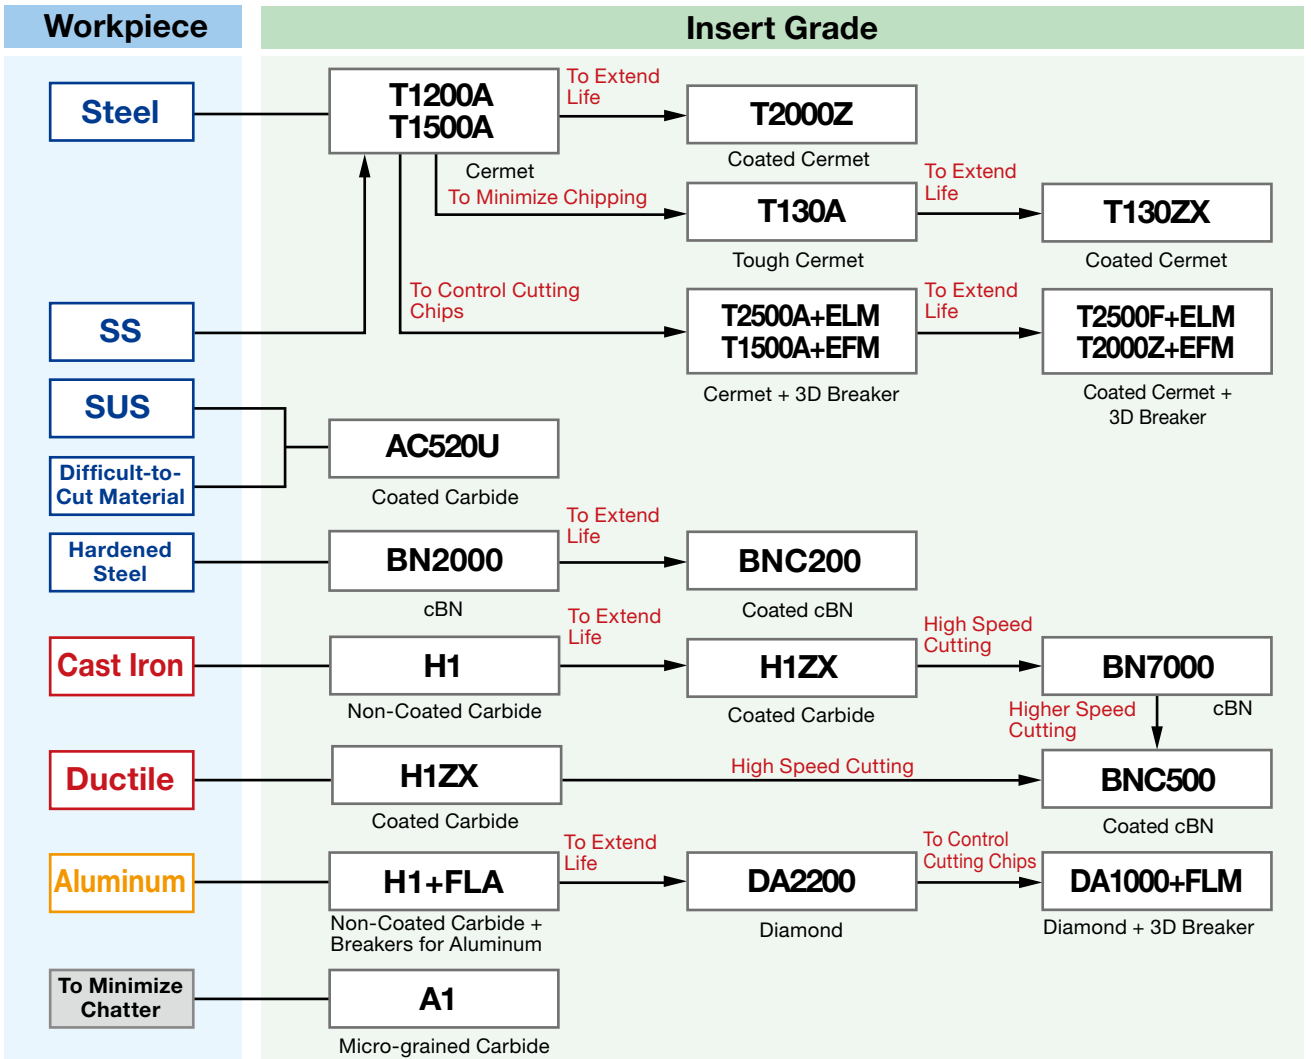 Workpiece
Insert Grade
Steel
T1200A
T1500A
Cermet
To Extend
Life
T2000Z
Coated Cermet
To Minimize Chipping
T130A
Tough Cermet
To Extend
Life
T130ZX
Coated Cermet
SS
To Control Cutting
Chips
T2500A+ELM
T1500A+EFM
Cermet + 3D Breaker
To Extend
Life
T2500F+ELM
T2000Z+EFM
Coated Cermet +
3D Breaker
SUS
Difficult-to-
Cut Material
AC520U
Coated Carbide
Hardened
Steel
BN2000
cBN
To Extend
Life
BNC200
Coated cBN
Cast Iron
H1
Non-Coated Carbide
To Extend
Life
H1ZX
Coated Carbide
High Speed
Cutting
BN7000
cBN
Higher Speed
Cutting
Ductile
H1ZX
Coated Carbide
High Speed Cutting
BNC500
Coated cBN
Aluminum
H1+FLA
Non-Coated Carbide +
Breakers for Aluminum
To Extend
Life
DA2200
Diamond
To Control
Cutting Chips
DA1000+FLM
Diamond + 3D Breaker
To Minimize
Chatter
A1
Micro-grained Carbide